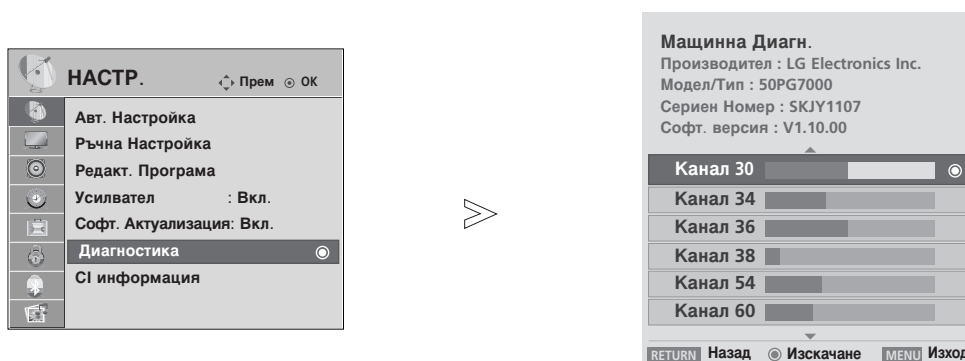 НАСТР.
Прем ОК
Авт. Настройка
Ръчна Настройка
Редакт. Програма
Усилвател : Вкл.
Софт. Актуализация: Вкл.
Диагностика
CI информация
Мащинна Диагн.
Производител : LG Electronics Inc.
Модел/Тип : 50PG7000
Сериен Номер : SKJY1107
Софт. версия : V1.10.00
Канал 30
Канал 34
Канал 36
Канал 38
Канал 54
Канал 60
RETURN Назад Изскачане MENU Изход